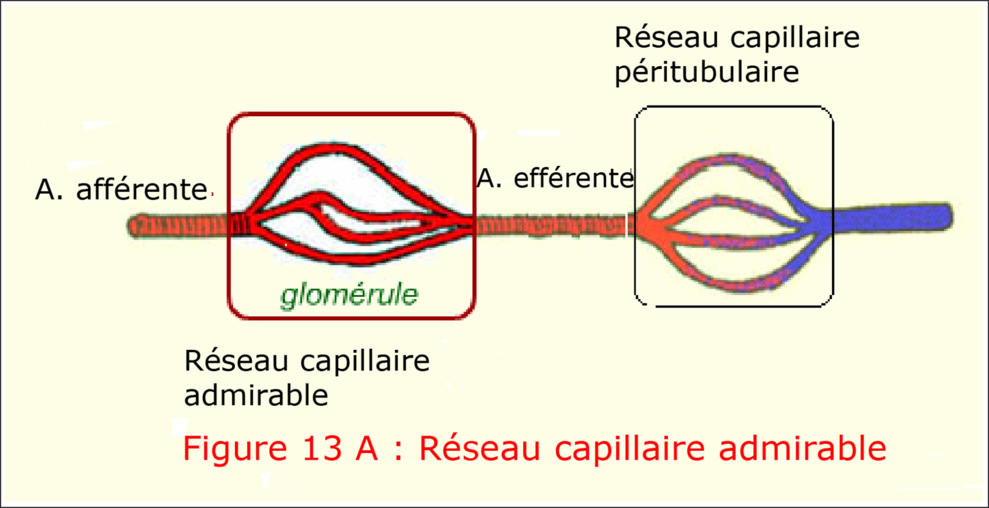 Réseau capillaire
péritubulaire
A. afférente
A. efférente
glomérule
Réseau capillaire
admirable
Figure 13 A : Réseau capillaire admirable